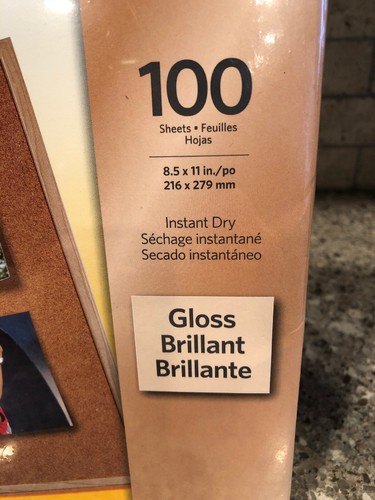 100
Sheets • Feuilles
Hojas
8.5 x 11 in./po
216 x 279 mm
Instant Dry
Séchage instantané
Secado instantáneo
Gloss
Brillant
Brillante